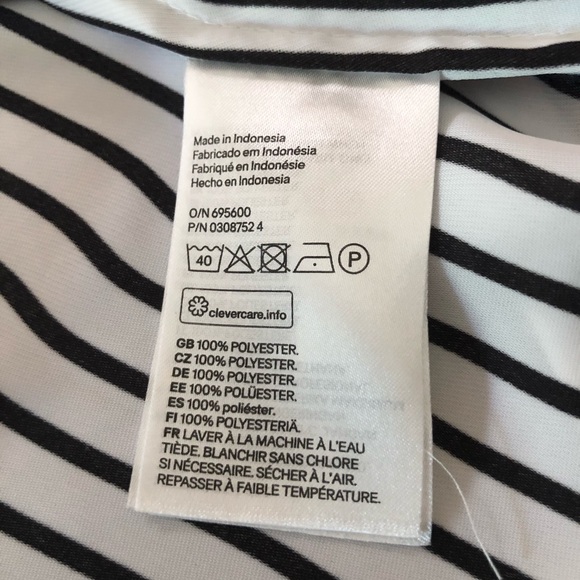 Made in Indonesia
Fabricado em Indonésia
Fabriqué en Indonésie
Hecho en Indonesia
O/N 695600
P/N 0308752 4
40 P
clevercare.info
GB 100% POLYESTER.
CZ 100% POLYESTER.
DE 100% POLYESTER.
EE 100% POLÜESTER.
ES 100% poliéster.
FI 100% POLYESTERIÄ.
FR LAVER À LA MACHINE À L'EAU
TIÈDE. BLANCHIR SANS CHLORE
SI NÉCESSAIRE. SÉCHER À L'AIR.
REPASSER À FAIBLE TEMPÉRATURE.